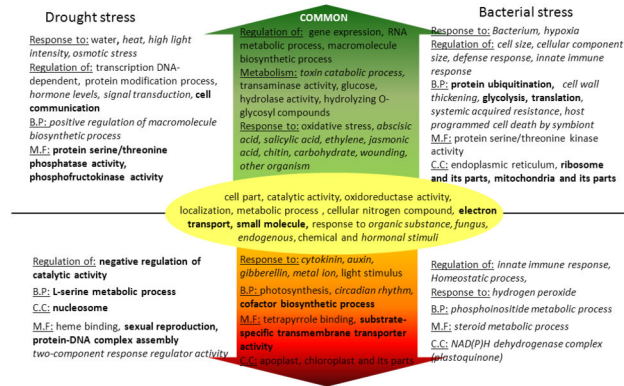 Drought stress
Response to: water, heat, high light
intensity, osmotic stress
Regulation of: transcription DNA-
dependent, protein modification process,
hormone levels, signal transduction, cell
communication
B.P: positive regulation of macromolecule
biosynthetic process
M.F: protein serine/threonine
phosphatase activity,
phosphofructokinase activity
COMMON
Regulation of: gene expression, RNA
metabolic process, macromolecule
biosynthetic process
Metabolism: toxin catabolic process,
transaminase activity, glucose,
hydrolase activity, hydrolyzing O-
glycosyl compounds
Response to: oxidative stress, abscisic
acid, salicylic acid, ethylene, jasmonic
acid, chitin, carbohydrate, wounding,
other organism
Bacterial stress
Response to: Bacterium, hypoxia
Regulation of: cell size, cellular component
size, defense response, innate immune
response
B.P: protein ubiquitination, cell wall
thickening, glycolysis, translation,
systemic acquired resistance, host
programmed cell death by symbiont
M.F: protein serine/threonine kinase
activity
C.C: endoplasmic reticulum, ribosome
and its parts, mitochondria and its parts
cell part, catalytic activity, oxidoreductase activity,
localization, metabolic process , cellular nitrogen compound, electron
transport, small molecule, response to organic substance, fungus,
endogenous, chemical and hormonal stimuli
Regulation of: negative regulation of
catalytic activity
B.P: L-serine metabolic process
C.C: nucleosome
M.F: heme binding, sexual reproduction,
protein-DNA complex assembly
two-component response regulator activity
Response to: cytokinin, auxin,
gibberellin, metal ion, light stimulus
B.P: photosynthesis, circadian rhythm,
cofactor biosynthetic process
M.F: tetrapyrrole binding, substrate-
specific transmembrane transporter
activity
C.C: apoplast, chloroplast and its parts
Regulation of: innate immune response,
Homeostatic process,
Response to: hydrogen peroxide
B.P: phosphoinositide metabolic process
M.F: steroid metabolic process
C.C: NAD(P)H dehydrogenase complex
(plastoquinone)